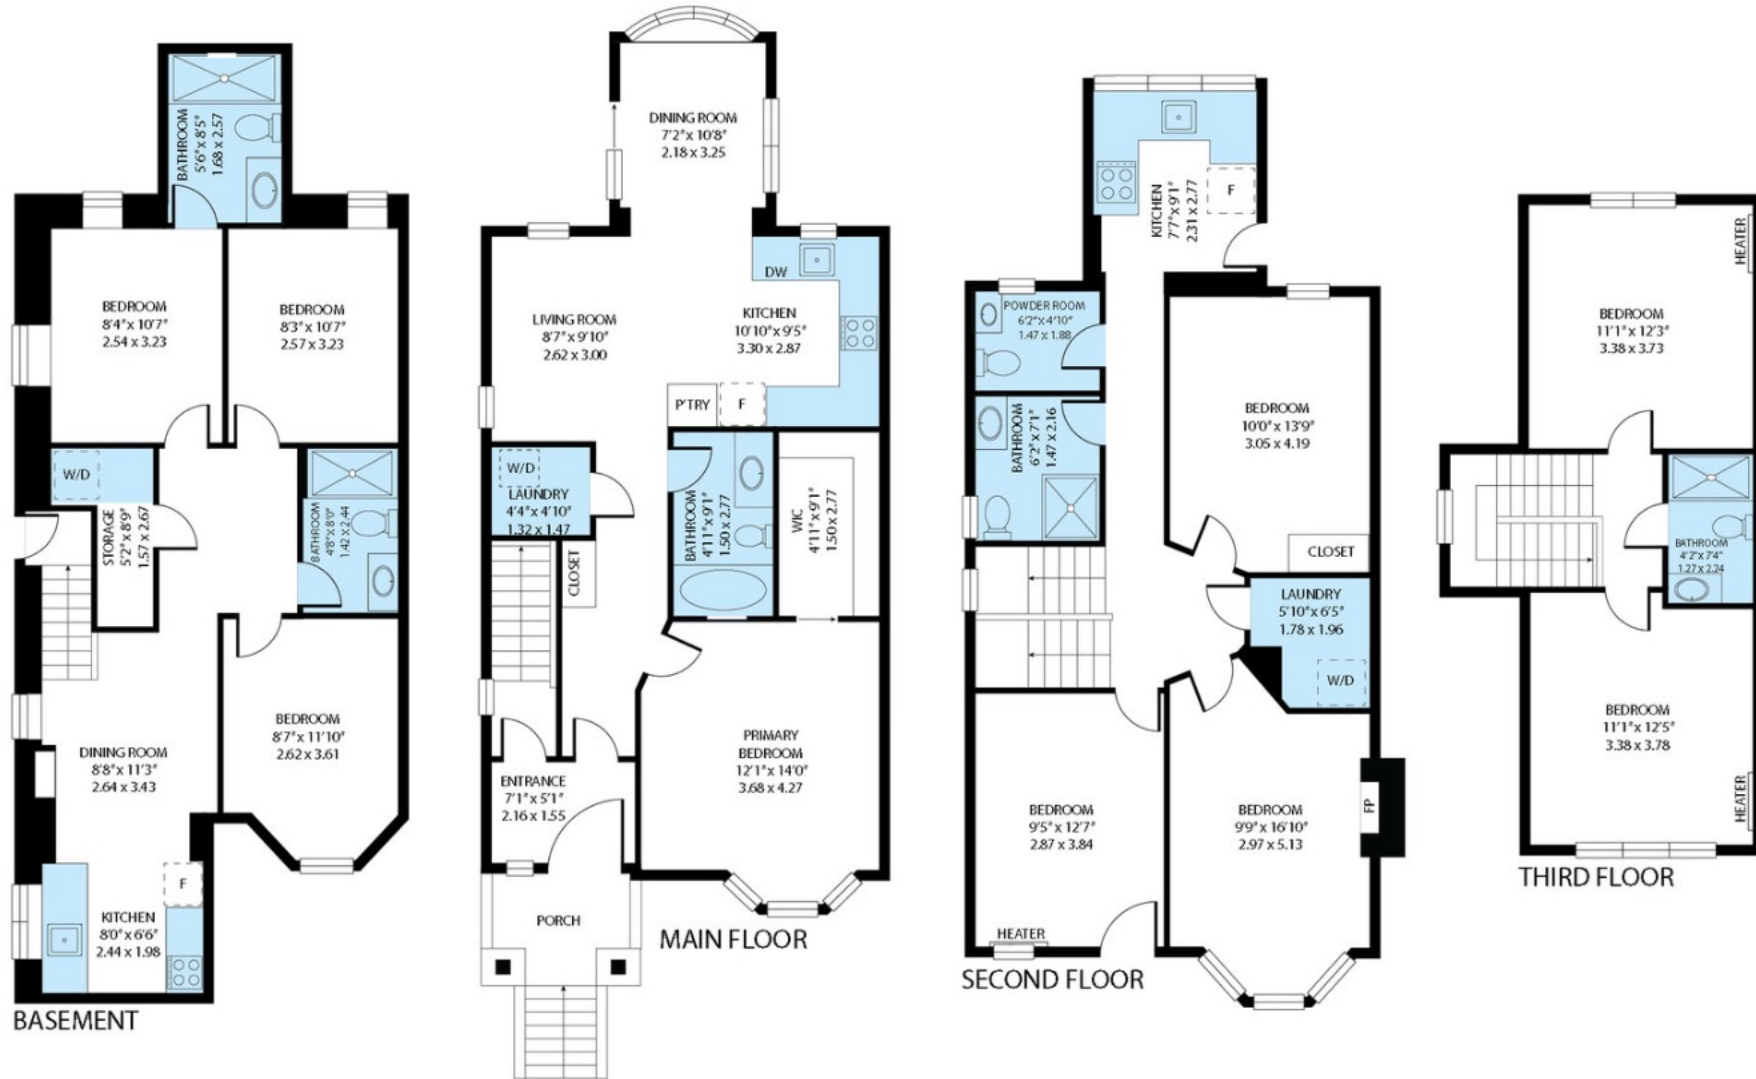 BATHROOM
5'6" x 8'5"
1.68 x 2.57
BEDROOM
8'4" x 10'7"
2.54 x 3.23
BEDROOM
8'3" x 10'7"
2.57 x 3.23
W/D
STORAGE
5'2" x 8'9"
1.57 x 2.67
BATHROOM
4'8" x 8'0"
1.42 x 2.44
BEDROOM
8'7" x 11'10"
2.62 x 3.61
DINING ROOM
8'8" x 11'3"
2.64 x 3.43
F
KITCHEN
8'0" x 6'6"
2.44 x 1.98
BASEMENT
DINING ROOM
7'2" x 10'8"
2.18 x 3.25
DW
LIVING ROOM
8'7" x 9'10"
2.62 x 3.00
KITCHEN
10'10" x 9'5"
3.30 x 2.87
P'TRY
F
W/D
LAUNDRY
4'4" x 4'10"
1.32 x 1.47
CLOSET
BATHROOM
4'11" x 9'1"
1.50 x 2.77
WIC
4'11" x 9'1"
1.50 x 2.77
PRIMARY
BEDROOM
12'1" x 14'0"
3.68 x 4.27
ENTRANCE
7'1" x 5'1"
2.16 x 1.55
PORCH
MAIN FLOOR
KITCHEN
7'7" x 9'1"
2.31 x 2.77
F
POWDER ROOM
6'2" x 4'10"
1.47 x 1.88
BATHROOM
6'2" x 7'1"
1.47 x 2.16
BEDROOM
10'0" x 13'9"
3.05 x 4.19
CLOSET
LAUNDRY
5'10" x 6'5"
1.78 x 1.96
W/D
BEDROOM
9'5" x 12'7"
2.87 x 3.84
BEDROOM
9'9" x 16'10"
2.97 x 5.13
FP
HEATER
SECOND FLOOR
HEATER
BEDROOM
11'1" x 12'3"
3.38 x 3.73
BATHROOM
4'2" x 7'4"
1.27 x 2.24
BEDROOM
11'1" x 12'5"
3.38 x 3.78
HEATER
THIRD FLOOR